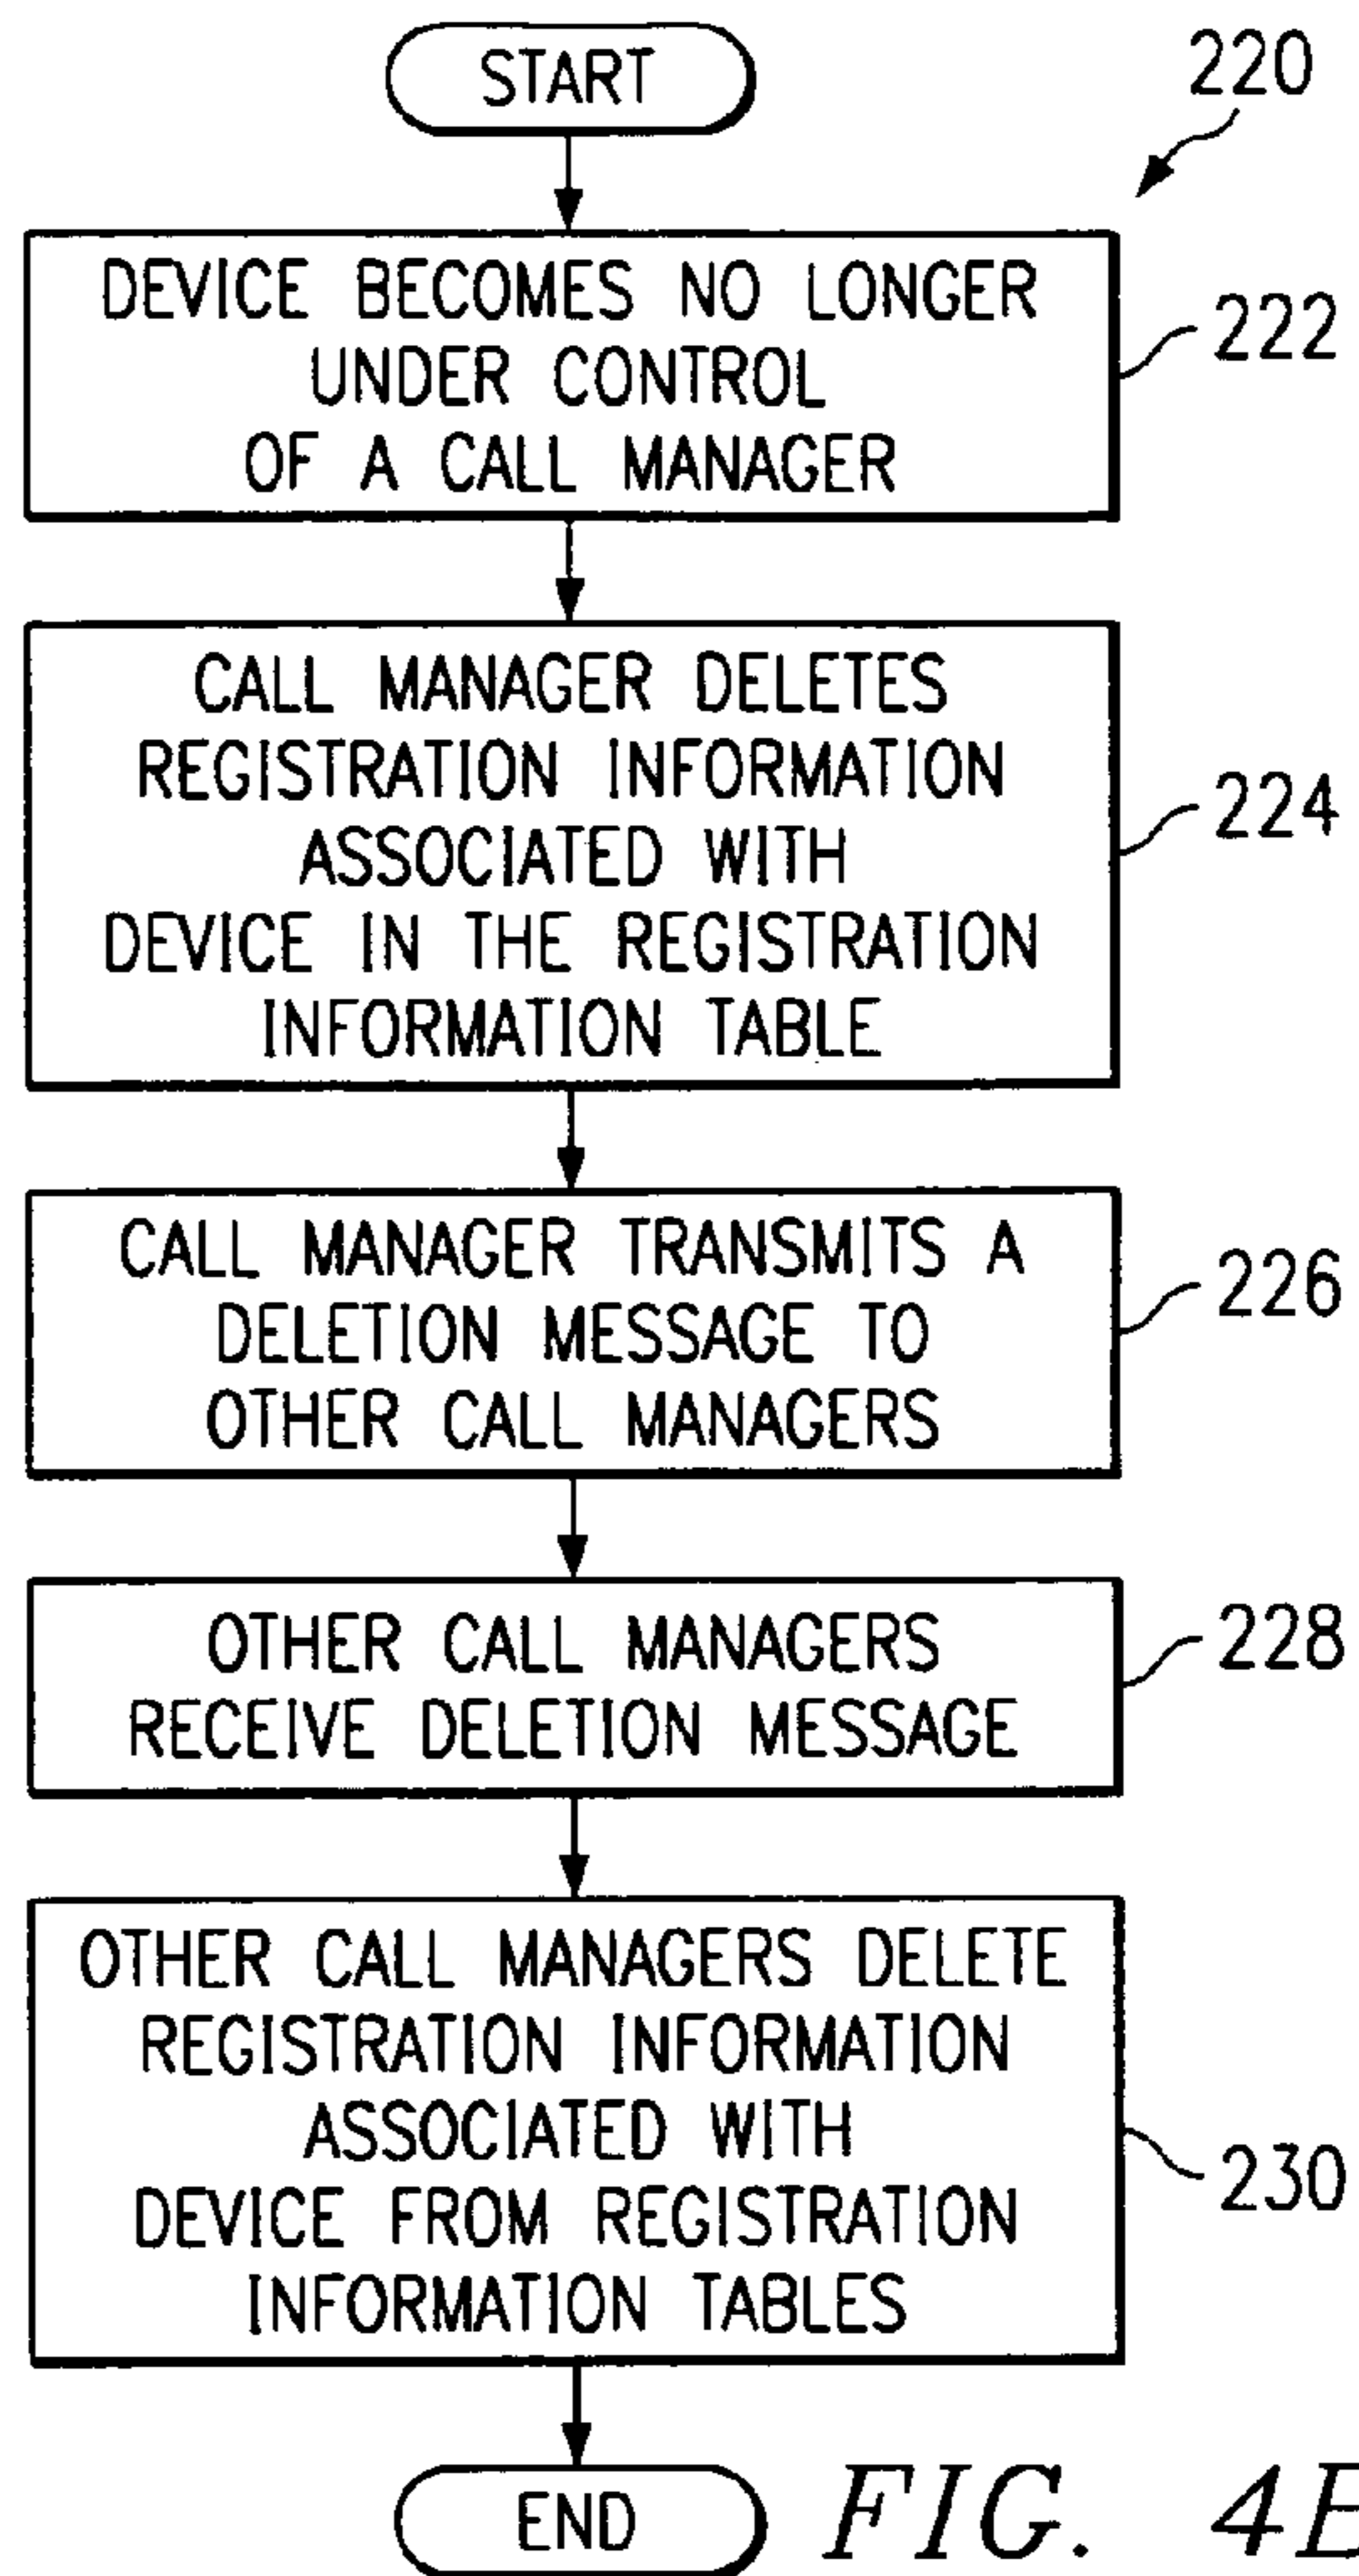 START
220
DEVICE BECOMES NO LONGER
UNDER CONTROL
OF A CALL MANAGER
222
CALL MANAGER DELETES
REGISTRATION INFORMATION
ASSOCIATED WITH
DEVICE IN THE REGISTRATION
INFORMATION TABLE
224
CALL MANAGER TRANSMITS A
DELETION MESSAGE TO
OTHER CALL MANAGERS
226
OTHER CALL MANAGERS
RECEIVE DELETION MESSAGE
228
OTHER CALL MANAGERS DELETE
REGISTRATION INFORMATION
ASSOCIATED WITH
DEVICE FROM REGISTRATION
INFORMATION TABLES
230
END
FIG.